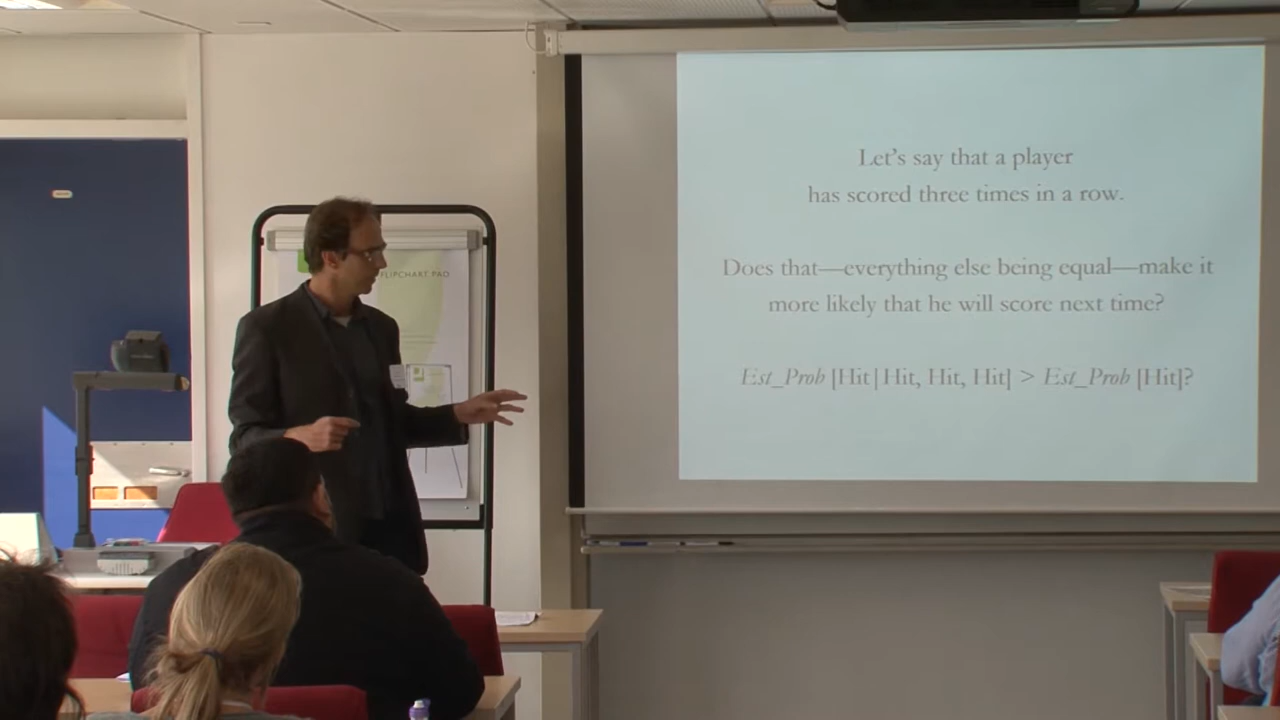 Let's say that a player
has scored three times in a row.
Does that—everything else being equal—make it
more likely that he will score next time?
Est_Prob [Hit|Hit, Hit, Hit] > Est_Prob [Hit]?
FLIPCHART PAD